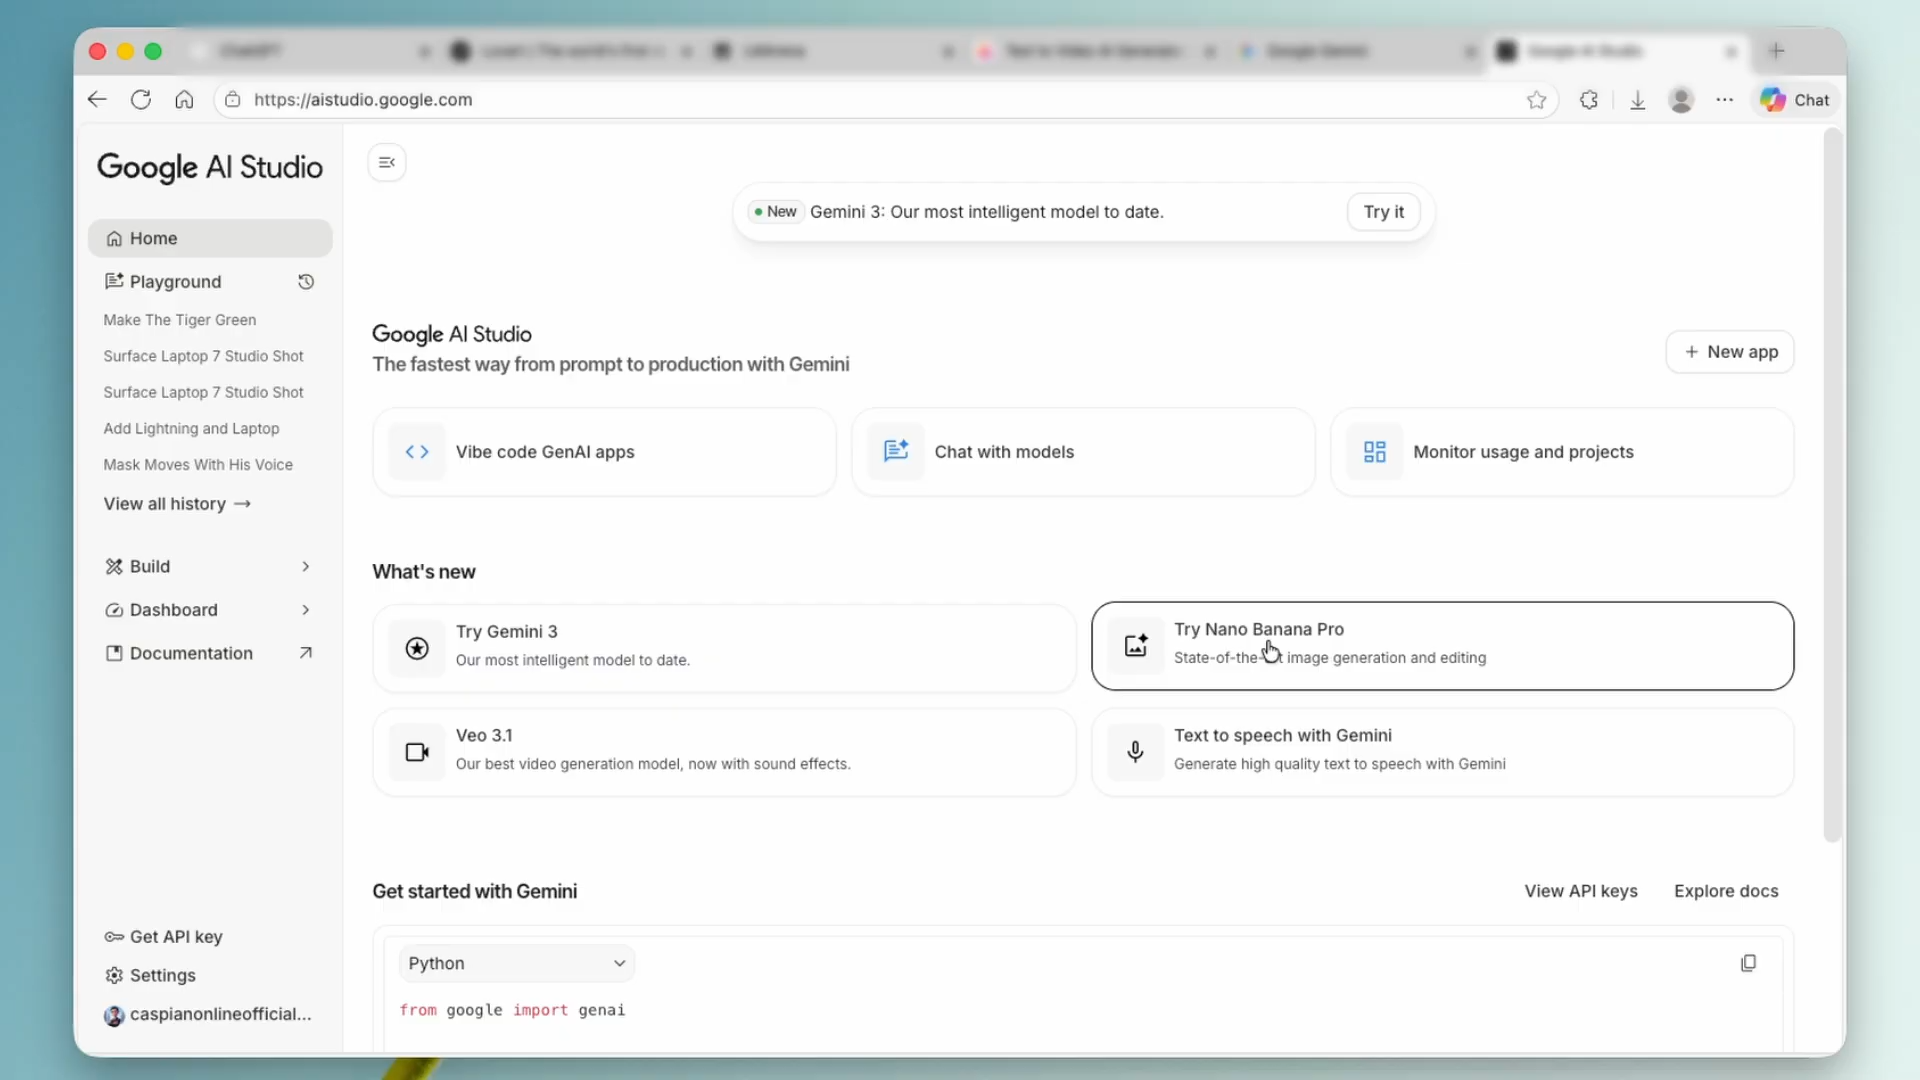 https://aistudio.google.com
Chat
Google AI Studio
Home
Playground
Make The Tiger Green
Surface Laptop 7 Studio Shot
Surface Laptop 7 Studio Shot
Add Lightning and Laptop
Mask Moves With His Voice
View all history →
Build
Dashboard
Documentation
Get API key
Settings
caspianonlineofficial...
New Gemini 3: Our most intelligent model to date.
Try it
Google AI Studio
The fastest way from prompt to production with Gemini
+ New app
Vibe code GenAI apps
Chat with models
Monitor usage and projects
What's new
Try Gemini 3
Our most intelligent model to date.
Try Nano Banana Pro
State-of-the- image generation and editing
Veo 3.1
Our best video generation model, now with sound effects.
Text to speech with Gemini
Generate high quality text to speech with Gemini
Get started with Gemini
View API keys
Explore docs
Python
from google import genai